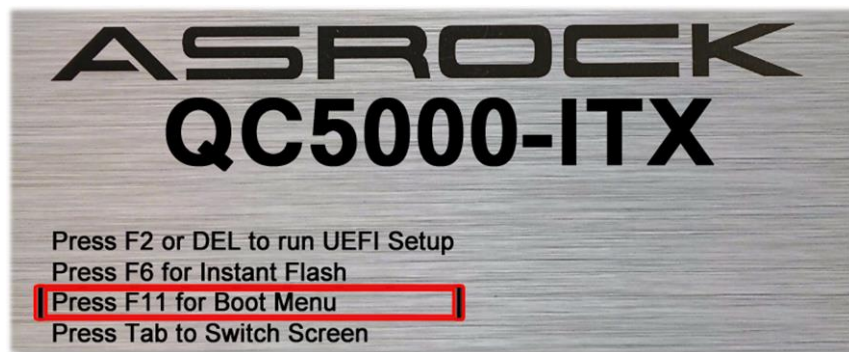 ASROCK
QC5000-ITX
Press F2 or DEL to run UEFI Setup
Press F6 for Instant Flash
Press F11 for Boot Menu
Press Tab to Switch Screen